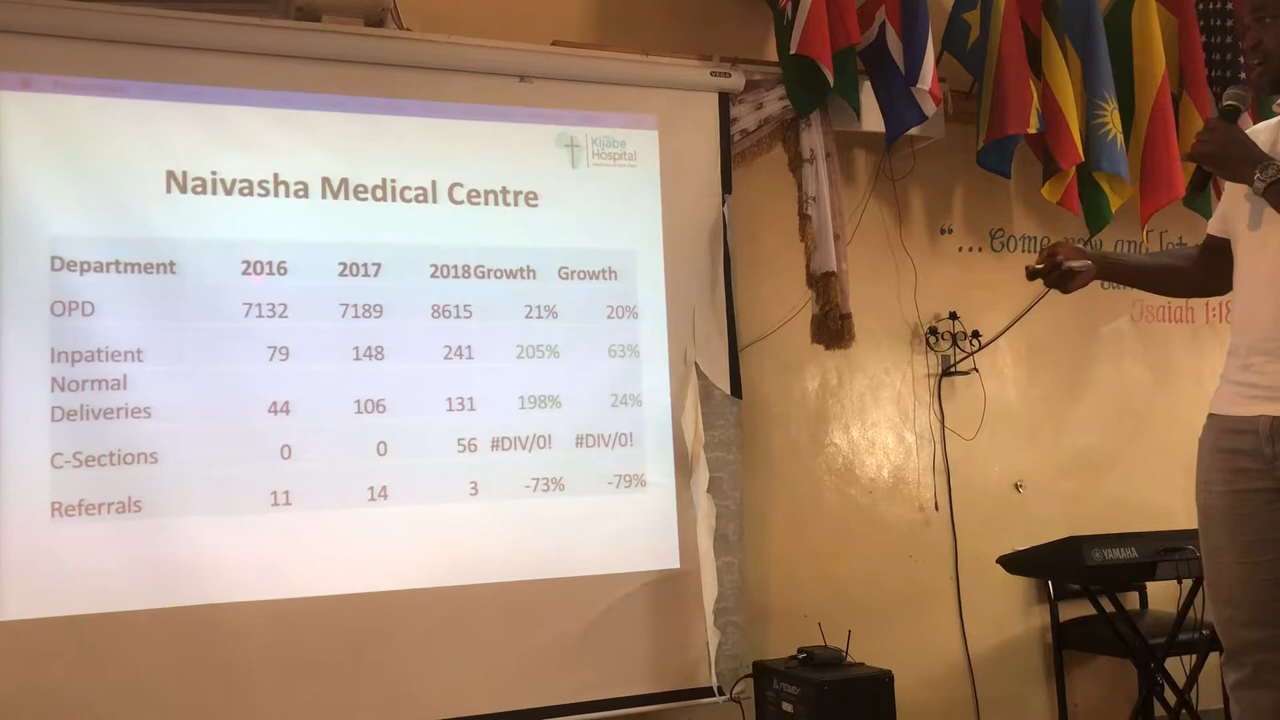 VEGA
Kijabe
Hospital
Naivasha Medical Centre
Department 2016 2017 2018 Growth Growth
OPD 7132 7189 8615 21% 20%
Inpatient 79 148 241 205% 63%
Normal
Deliveries 44 106 131 198% 24%
C-Sections 0 0 56 #DIV/0! #DIV/0!
Referrals 11 14 3 -73% -79%
“...Come now and let
Isaiah 1:18
YAMAHA